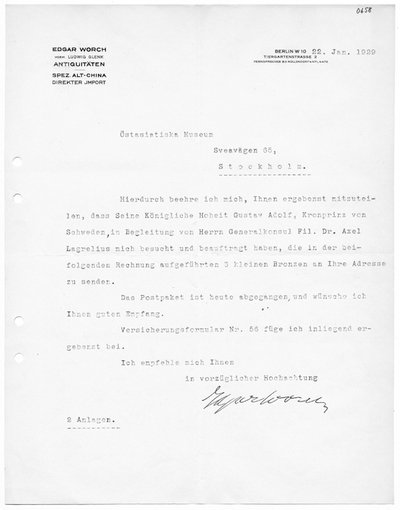 0658
EDGAR WORCH
VORM. LUDWIG GLENK
ANTIQUITÄTEN
SPEZ. ALT-CHINA
DIREKTER JMPORT
BERLIN W10 22. Jan. 1929
TIERGARTENSTRASSE 2
Östasiatiska Museum
Sveavägen 65,
Stockholm.
Hierdurch beehre ich mich, Ihnen ergebenst mitzutei-
len, dass Seine Königliche Hoheit Gustav Adolf, Kronprinz von
Schweden, in Begleitung von Herrn Generalkonsul Fil. Dr. Axel
Lagrelius mich besucht und beauftragt haben, die in der bei-
folgenden Rechnung aufgeführten 3 kleinen Bronzen an Ihre Adresse
zu senden.
Das Postpaket ist heute abgegangen, und wünsche ich
Ihnen guten Empfang.
Versicherungsformular Nr. 56 füge ich inliegend er-
gebenst bei.
Ich empfehle mich Ihnen
in vorzüglicher Hochachtung
Edgar Worch
2 Anlagen.